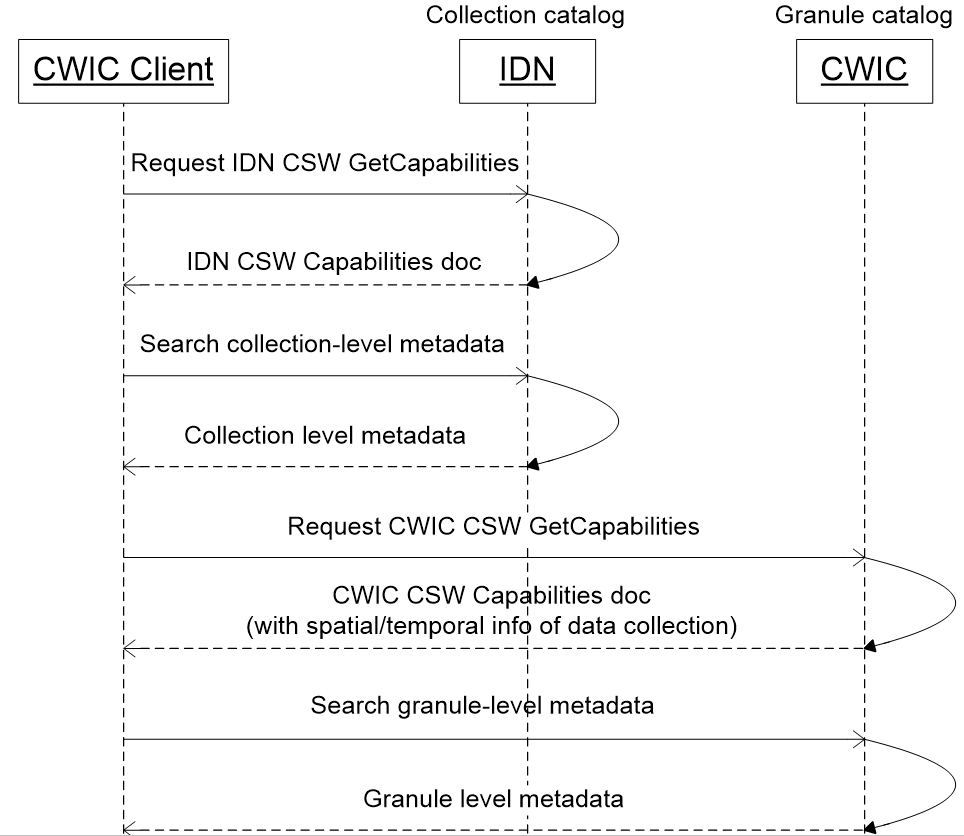 Collection catalog
Granule catalog
CWIC Client
IDN
CWIC
Request IDN CSW GetCapabilities
IDN CSW Capabilities doc
Search collection-level metadata
Collection level metadata
Request CWIC CSW GetCapabilities
CWIC CSW Capabilities doc
(with spatial/temporal info of data collection)
Search granule-level metadata
Granule level metadata